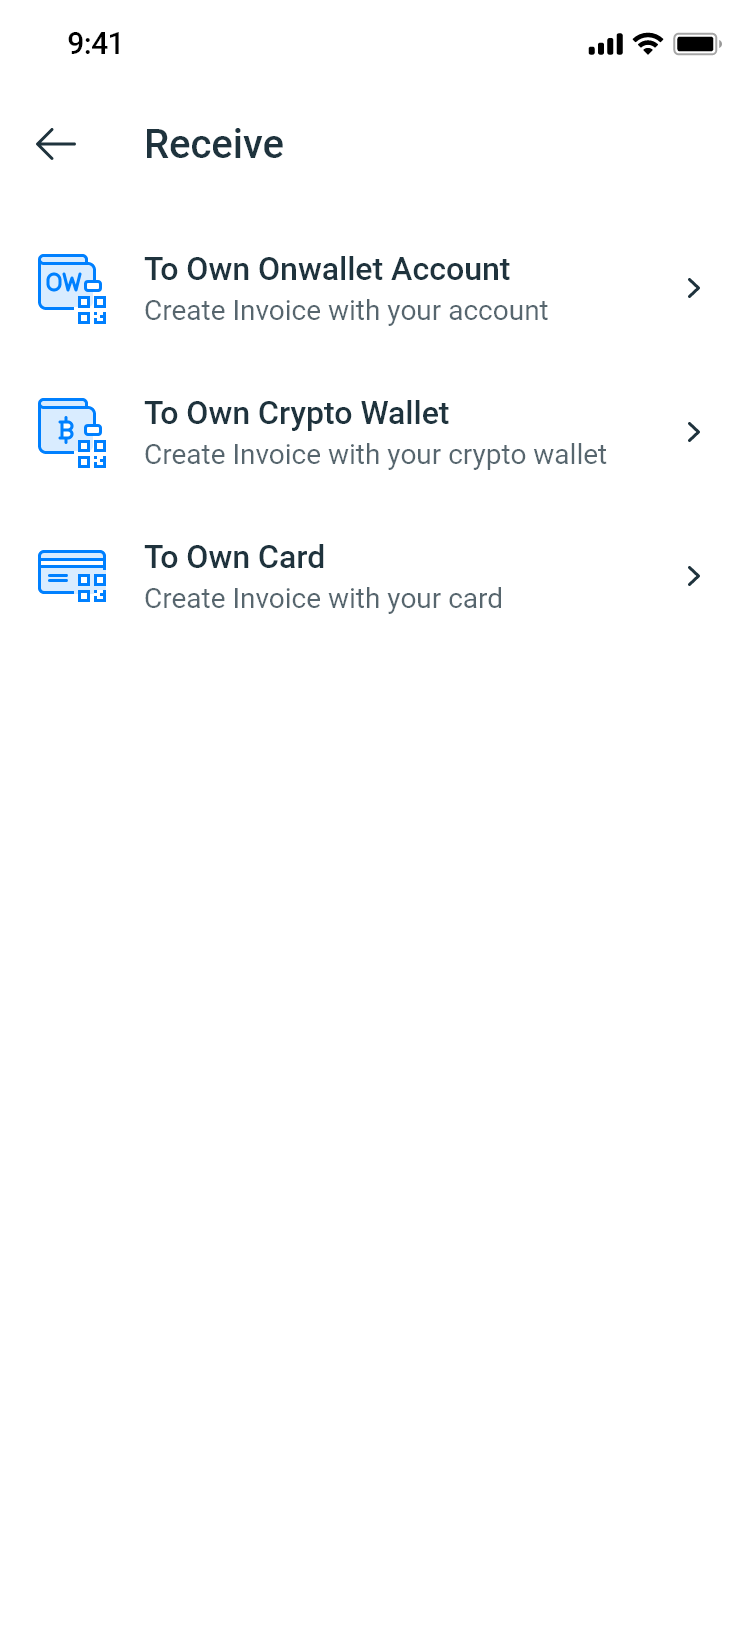 9:41
Receive
OW
To Own Onwallet Account
Create Invoice with your account
To Own Crypto Wallet
Create Invoice with your crypto wallet
To Own Card
Create Invoice with your card